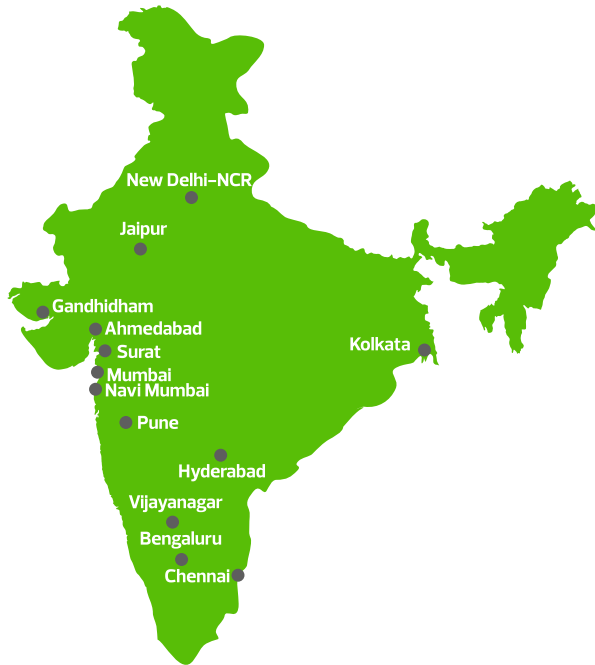 New Delhi–NCR
Jaipur
Gandhidham
Ahmedabad
Surat
Kolkata
Mumbai
Navi Mumbai
Pune
Hyderabad
Vijayanagar
Bengaluru
Chennai